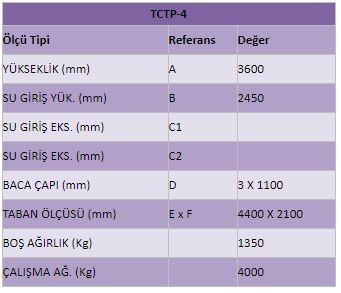 TCTP-4
Ölçü Tipi Referans Değer
YÜKSEKLİK (mm) A 3600
SU GİRİŞ YÜK. (mm) B 2450
SU GİRİŞ EKS. (mm) C1
SU GİRİŞ EKS. (mm) C2
BACA ÇAPI (mm) D 3 X 1100
TABAN ÖLÇÜSÜ (mm) E x F 4400 X 2100
BOŞ AĞIRLIK (Kg) 1350
ÇALIŞMA AĞ. (Kg) 4000